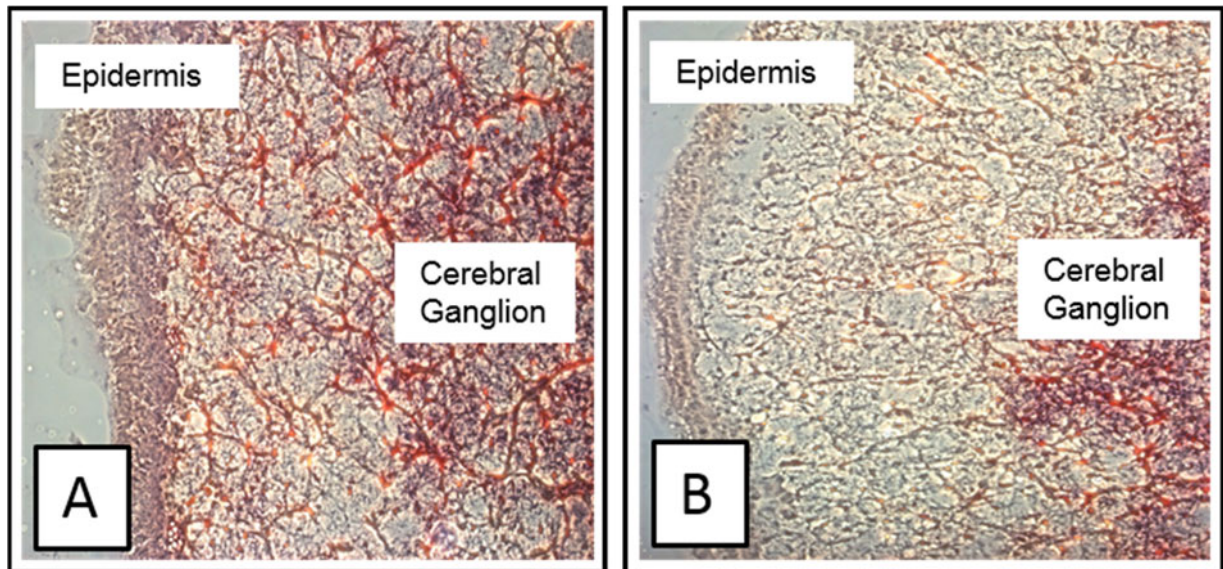 Epidermis
Cerebral
Ganglion
A
Epidermis
Cerebral
Ganglion
B